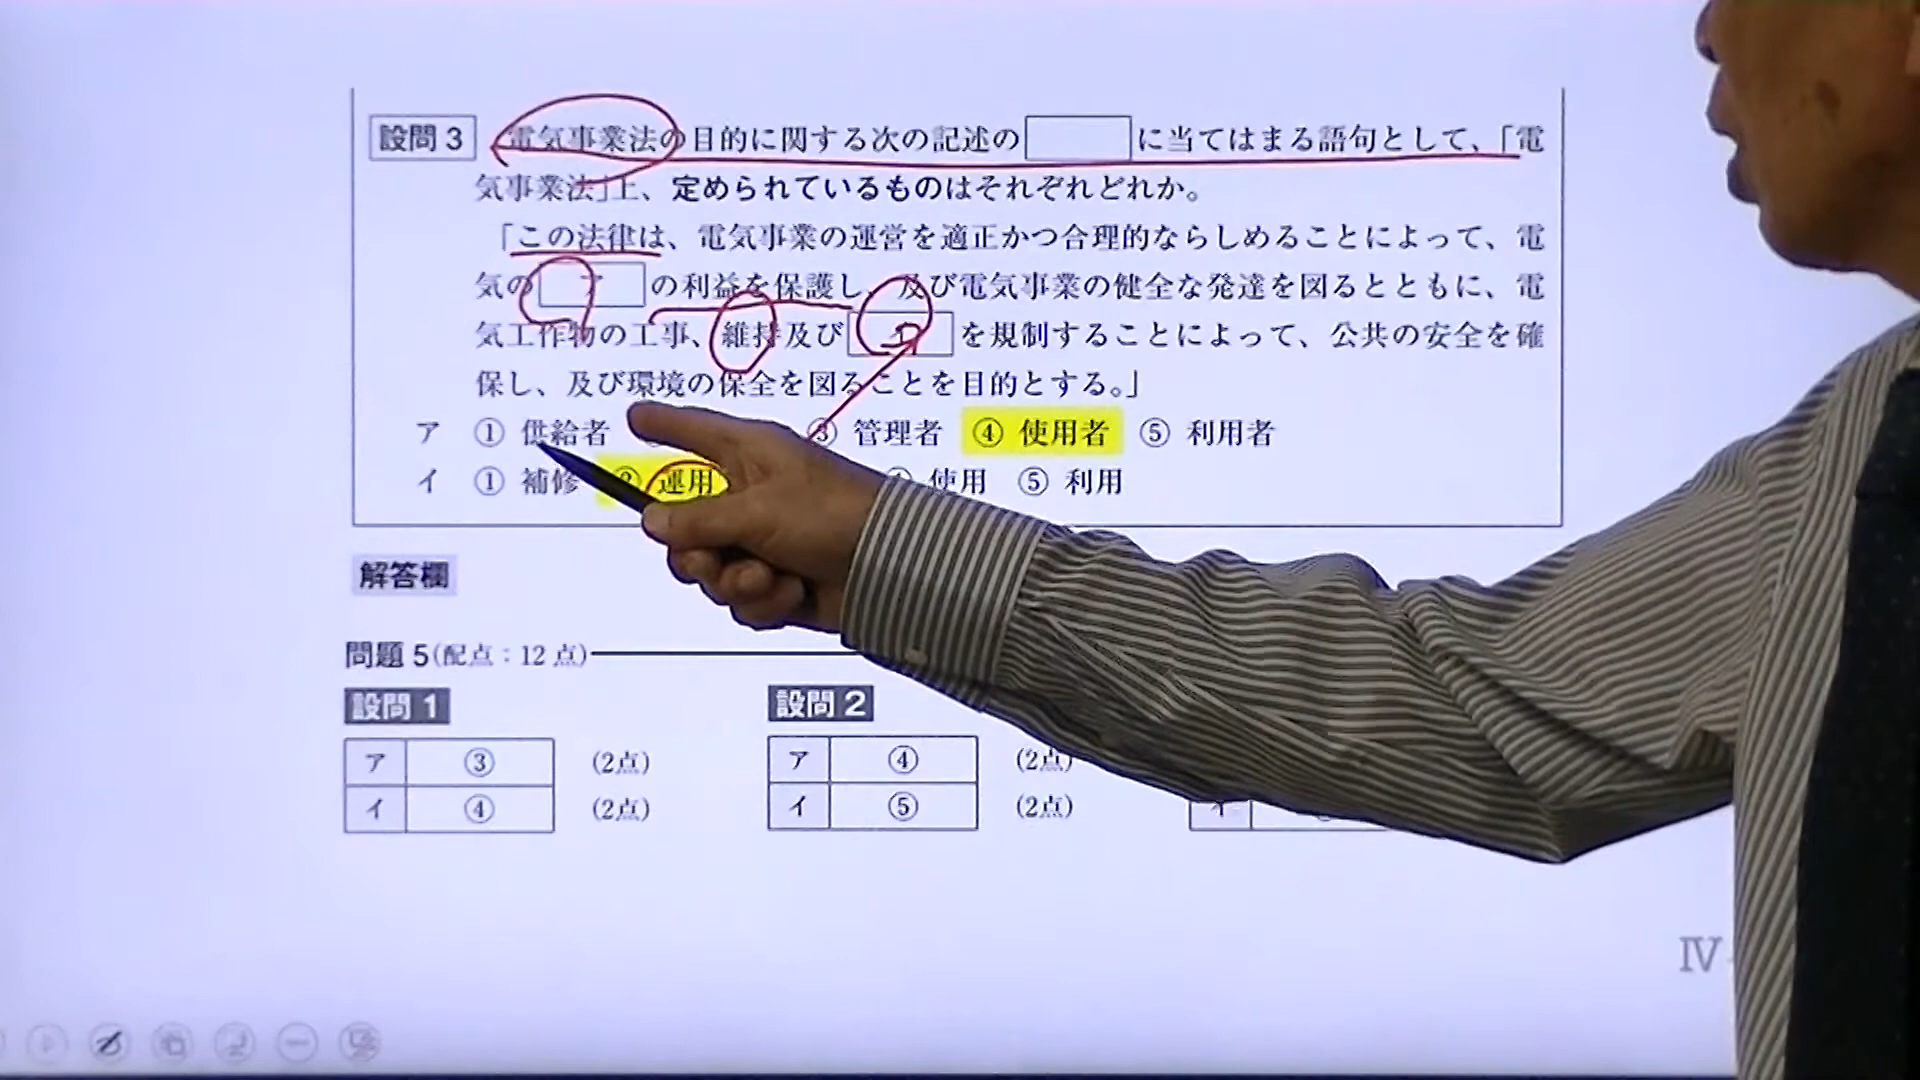 設問 3 電気事業法の目的に関する次の記述の に当てはまる語句として、「電
気事業法」上、定められているものはそれぞれどれか。
「この法律は、電気事業の運営を適正かつ合理的ならしめることによって、電
気の ア の利益を保護し、及び電気事業の健全な発達を図るとともに、電
気工作物の工事、維持及び イ を規制することによって、公共の安全を確
保し、及び環境の保全を図ることを目的とする。」
ア ① 供給者 ③ 管理者 ④ 使用者 ⑤ 利用者
イ ① 補修 ② 運用 ④ 使用 ⑤ 利用
解答欄
問題 5(配点:12 点)
設問 1 設問 2
ア ③ (2点) ア ④ (2点)
イ ④ (2点) イ ⑤ (2点) イ
Ⅳ